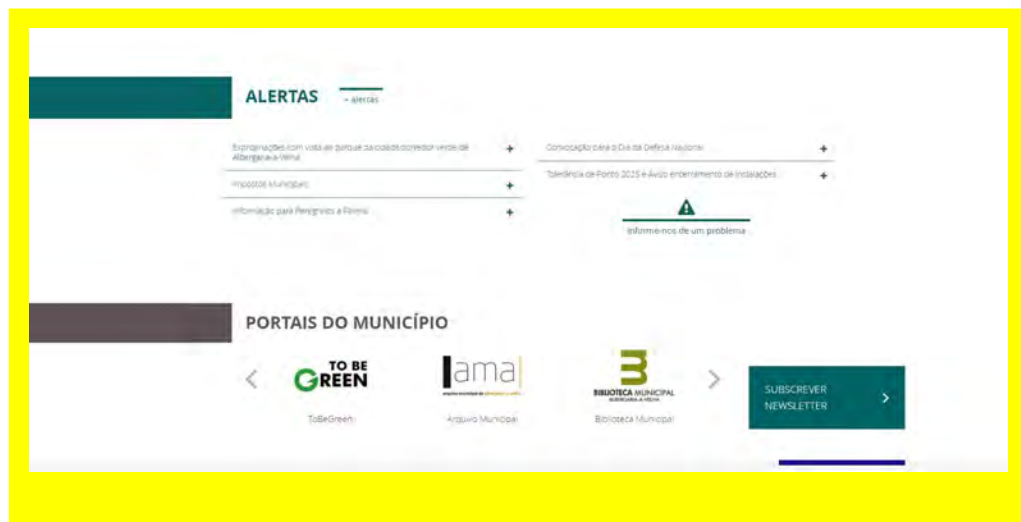 ALERTAS
+ alertas
Expropriações com vista ao parque da cidade/corredor verde de
Albergaria-a-Velha
+
Impostos Municipais
+
Informação para Peregrinos a Fátima
+
Convocação para o Dia da Defesa Nacional
+
Tolerância de Ponto 2025 e Aviso encerramento de instalações
+
Informe-nos de um problema
PORTAIS DO MUNICÍPIO
TO BE
GREEN
ToBeGreen
ama
Arquivo Municipal
BIBLIOTECA MUNICIPAL
ALBERGARIA-A-VELHA
Biblioteca Municipal
SUBSCREVER
NEWSLETTER